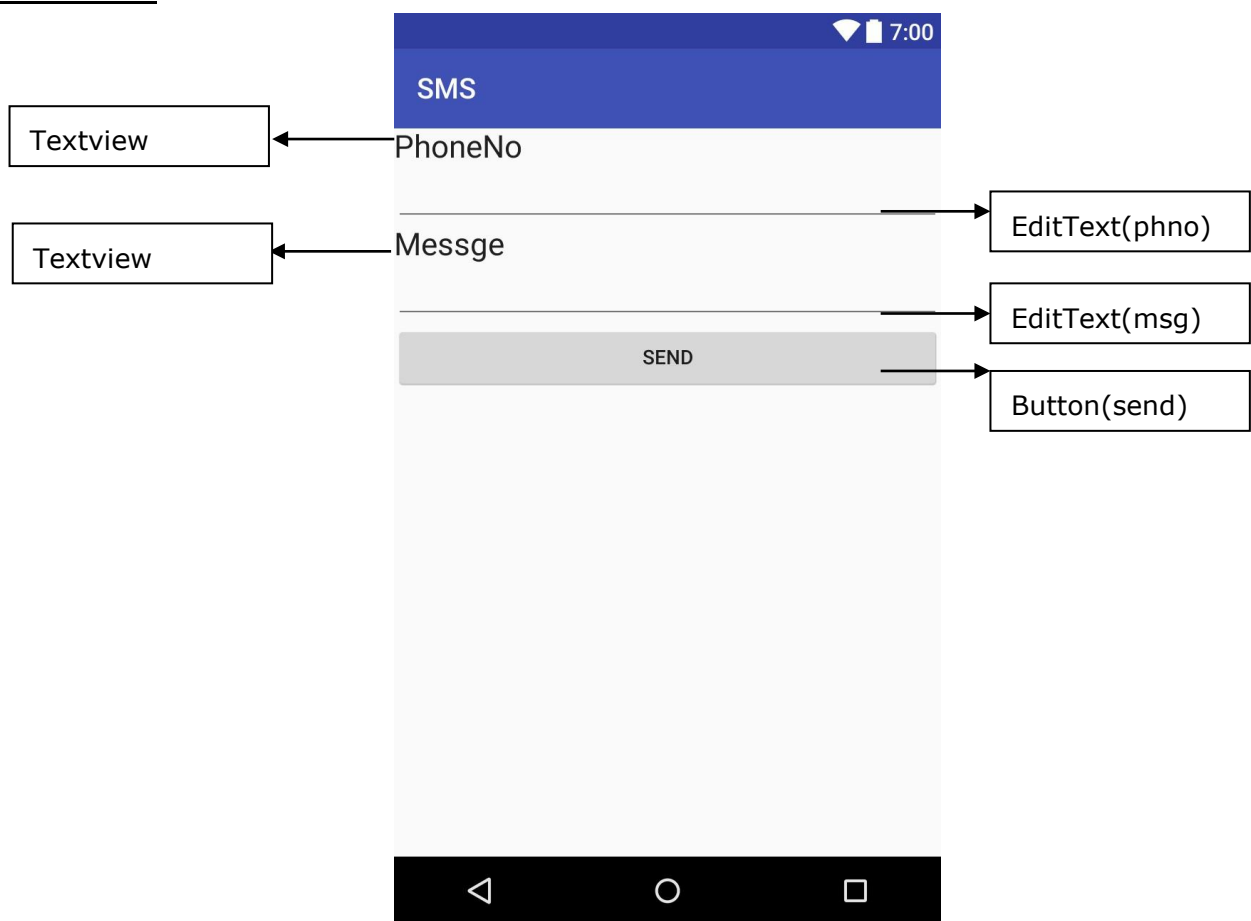 7:00
SMS
Textview
PhoneNo
EditText(phno)
Textview
Messge
EditText(msg)
SEND
Button(send)